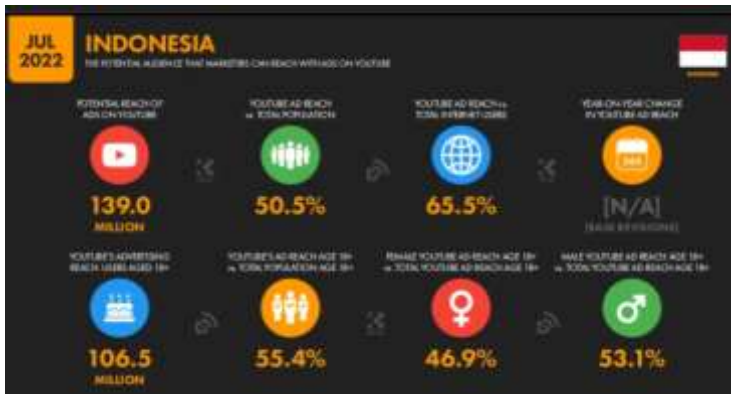 JUL
2022
INDONESIA
THE POTENTIAL AUDIENCE THAT MARKETERS CAN REACH WITH ADS ON YOUTUBE
POTENTIAL REACH OF
ADS ON YOUTUBE
139.0
MILLION
YOUTUBE AD REACH
vs. TOTAL POPULATION
50.5%
YOUTUBE AD REACH vs.
TOTAL INTERNET USERS
65.5%
YEAR-ON-YEAR CHANGE
IN YOUTUBE AD REACH
[N/A]
[BASE REVISIONS]
YOUTUBE'S ADVERTISING
REACH: USERS AGED 18+
106.5
MILLION
YOUTUBE'S AD REACH AGE 18+
vs. TOTAL POPULATION AGE 18+
55.4%
FEMALE YOUTUBE AD REACH AGE 18+
vs. TOTAL YOUTUBE AD REACH AGE 18+
46.9%
MALE YOUTUBE AD REACH AGE 18+
vs. TOTAL YOUTUBE AD REACH AGE 18+
53.1%